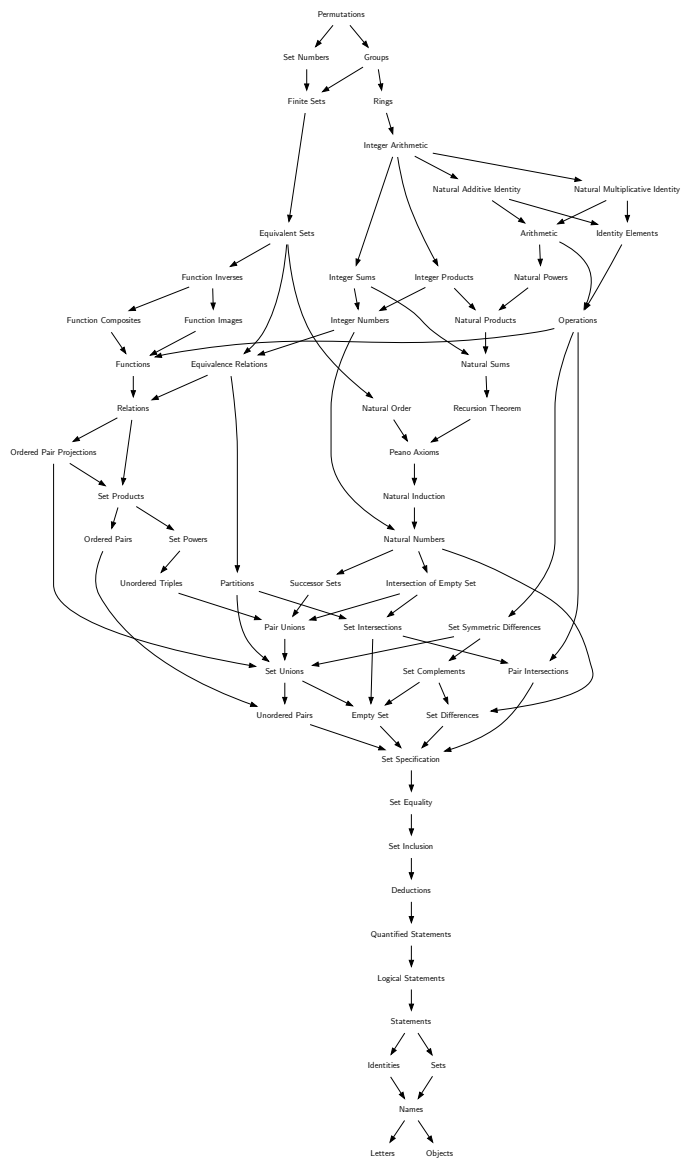 Permutations
Set Numbers
Groups
Finite Sets
Rings
Integer Arithmetic
Natural Additive Identity
Natural Multiplicative Identity
Equivalent Sets
Arithmetic
Identity Elements
Function Inverses
Integer Sums
Integer Products
Natural Powers
Function Composites
Function Images
Integer Numbers
Natural Products
Operations
Functions
Equivalence Relations
Natural Sums
Relations
Natural Order
Recursion Theorem
Ordered Pair Projections
Peano Axioms
Set Products
Natural Induction
Ordered Pairs
Set Powers
Natural Numbers
Unordered Triples
Partitions
Successor Sets
Intersection of Empty Set
Pair Unions
Set Intersections
Set Symmetric Differences
Set Unions
Set Complements
Pair Intersections
Unordered Pairs
Empty Set
Set Differences
Set Specification
Set Equality
Set Inclusion
Deductions
Quantified Statements
Logical Statements
Statements
Identities
Sets
Names
Letters
Objects